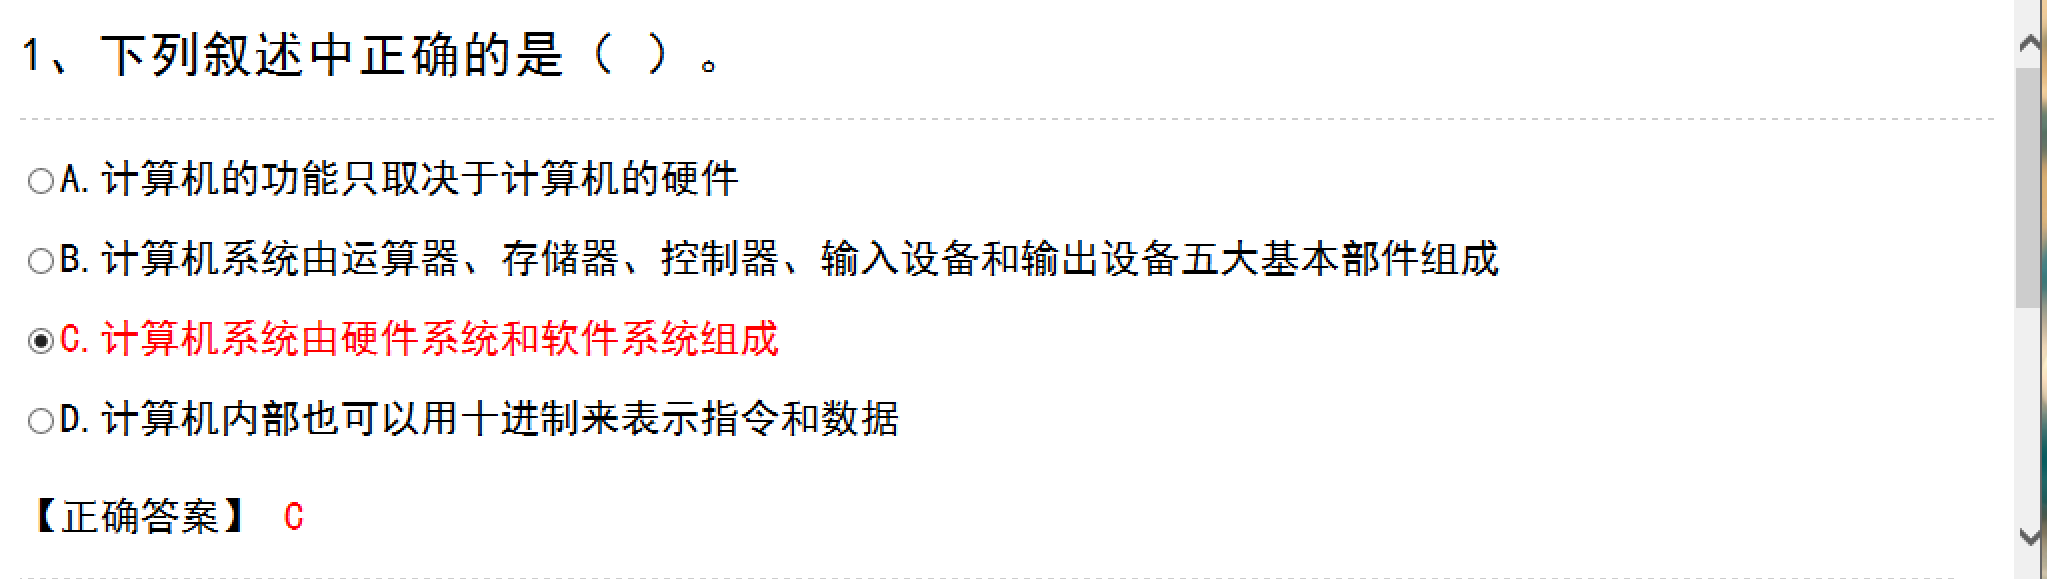 1、下列叙述中正确的是（ ）。
A.计算机的功能只取决于计算机的硬件
B.计算机系统由运算器、存储器、控制器、输入设备和输出设备五大基本部件组成
C.计算机系统由硬件系统和软件系统组成
D.计算机内部也可以用十进制来表示指令和数据
【正确答案】 C